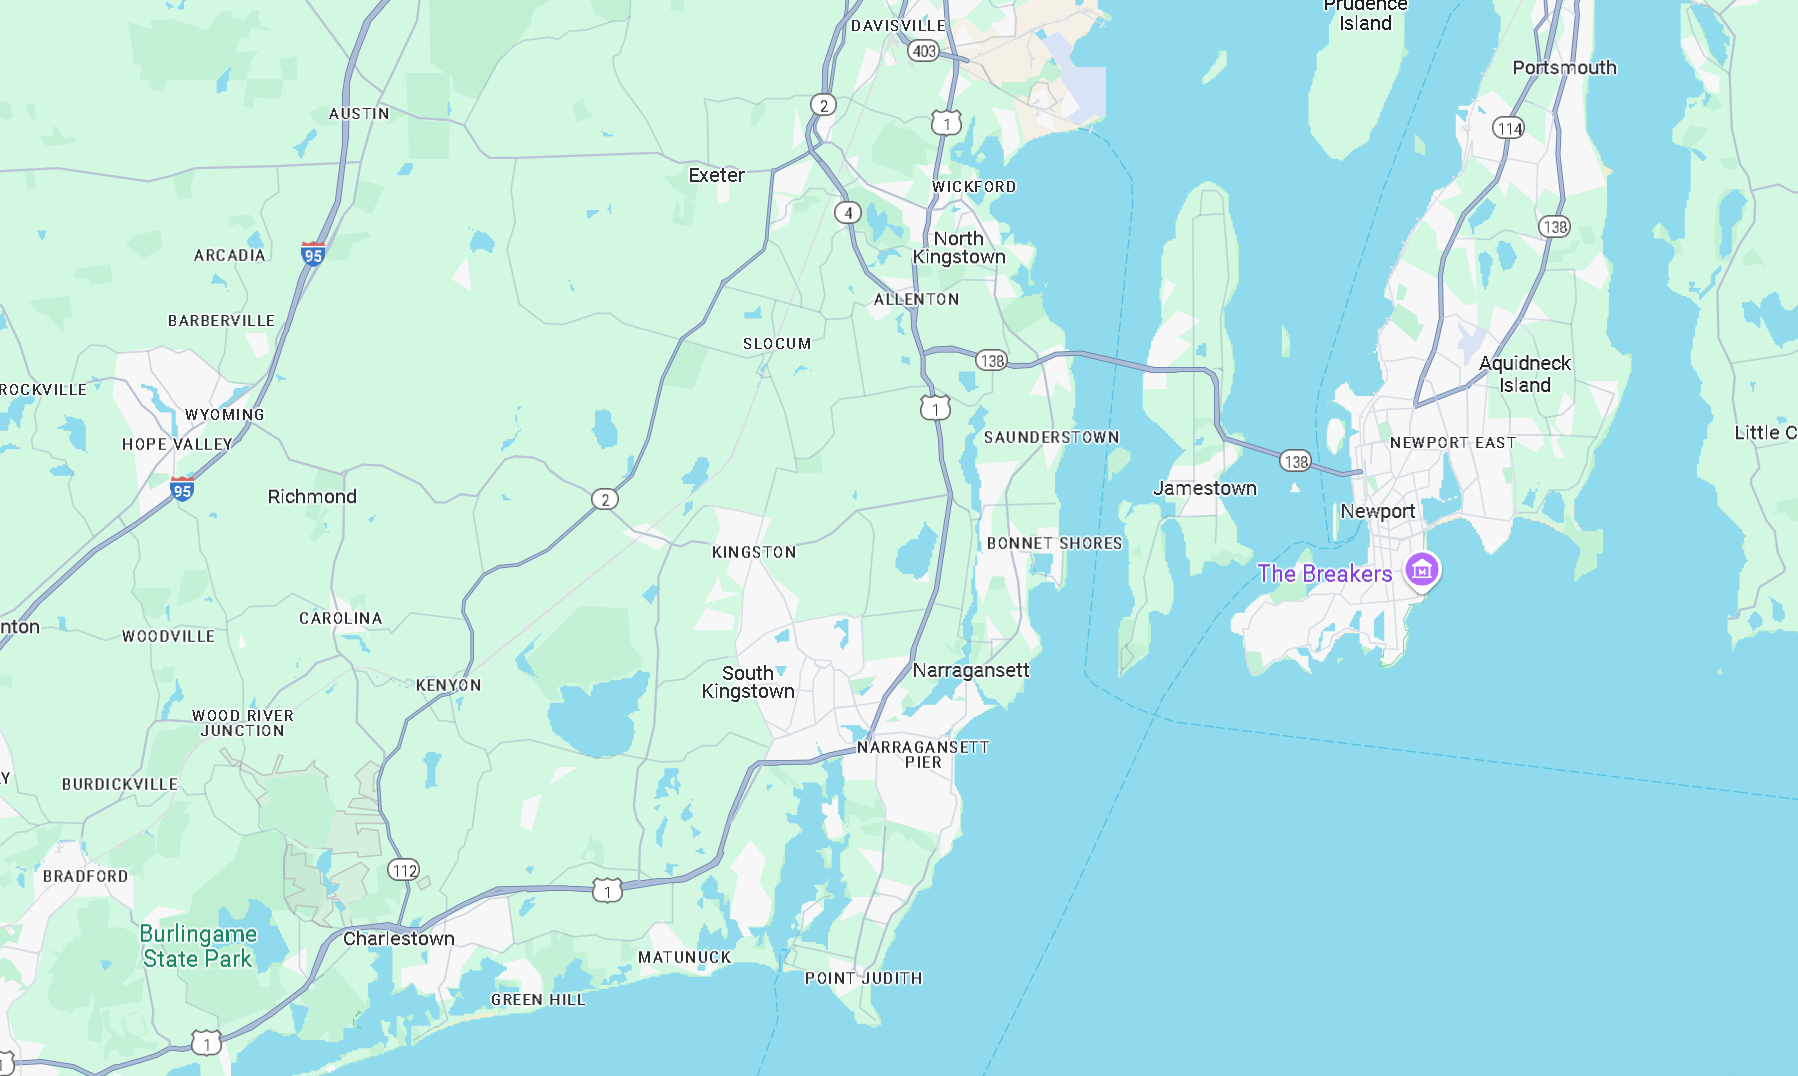 Prudence
Island
DAVISVILLE
403
Portsmouth
2
AUSTIN
1
114
Exeter
WICKFORD
4
138
North
Kingstown
ARCADIA
95
ALLENTON
BARBERVILLE
SLOCUM
138
Aquidneck
Island
ROCKVILLE
1
WYOMING
SAUNDERSTOWN
Little C
HOPE VALLEY
NEWPORT EAST
138
95
Richmond
2
Jamestown
Newport
KINGSTON
BONNET SHORES
The Breakers
CAROLINA
nton
WOODVILLE
South
Kingstown
Narragansett
KENYON
WOOD RIVER
JUNCTION
NARRAGANSETT
PIER
Y
BURDICKVILLE
112
BRADFORD
1
Burlingame
State Park
Charlestown
MATUNUCK
POINT JUDITH
GREEN HILL
1
1